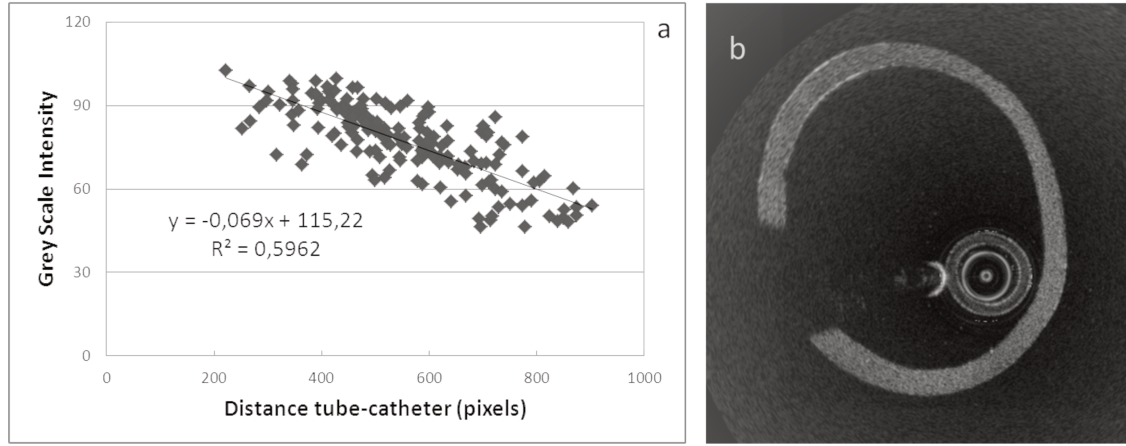 a
120
90
60
30
0
Grey Scale Intensity
y = -0,069x + 115,22
R² = 0,5962
0 200 400 600 800 1000
Distance tube-catheter (pixels)
b